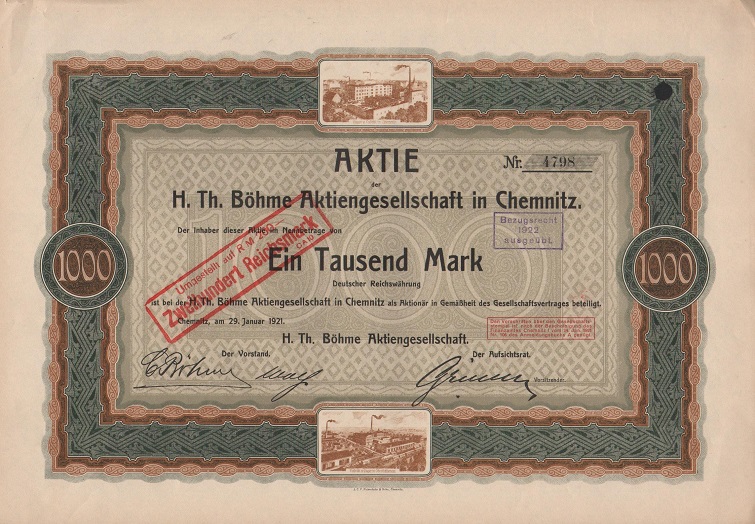 AKTIE
der
Nr. 4798
H. Th. Böhme Aktiengesellschaft in Chemnitz.
Der Inhaber dieser Aktie im Nennbetrage von
Bezugsrecht
1922
ausgeübt.
Umgestellt auf RM 200.—
Zweihundert Reichsmark
1000
1000
1000
Ein Tausend Mark
Deutscher Reichswährung
ist bei der H. Th. Böhme Aktiengesellschaft in Chemnitz als Aktionär in Gemäßheit des Gesellschaftsvertrages beteiligt.
Chemnitz, am 29. Januar 1921.
H. Th. Böhme Aktiengesellschaft.
Der Vorstand.
Der Aufsichtsrat.
C Böhme
Vorsitzender.